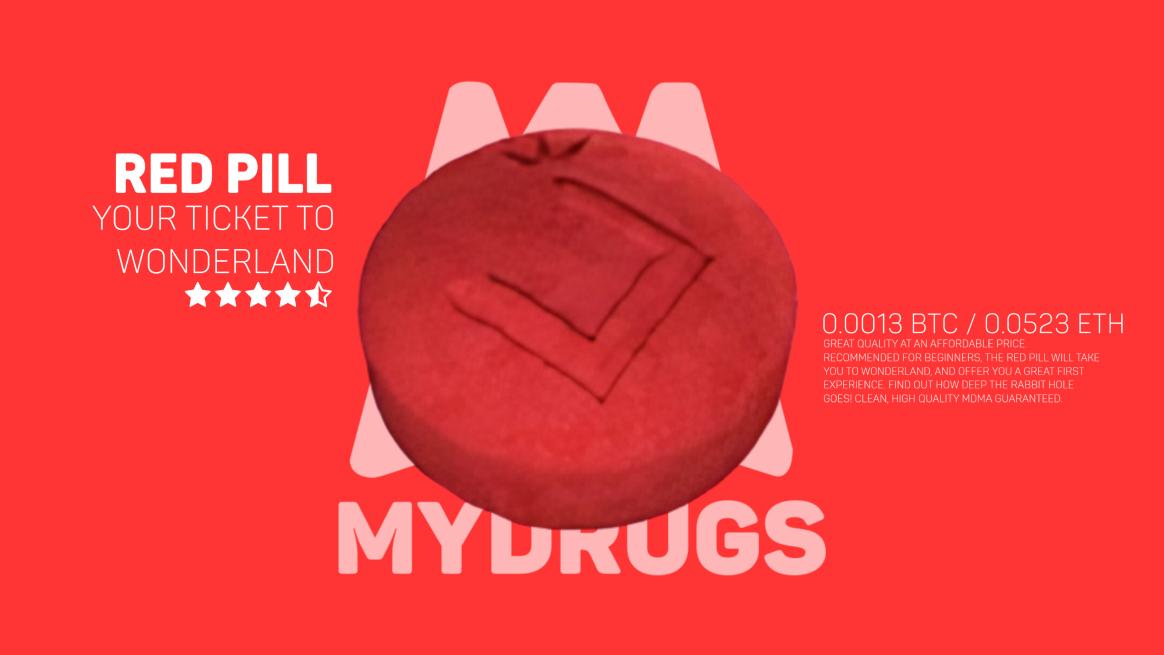 RED PILL
YOUR TICKET TO
WONDERLAND
0.0013 BTC / 0.0523 ETH
GREAT QUALITY AT AN AFFORDABLE PRICE.
RECOMMENDED FOR BEGINNERS, THE RED PILL WILL TAKE
YOU TO WONDERLAND, AND OFFER YOU A GREAT FIRST
EXPERIENCE. FIND OUT HOW DEEP THE RABBIT HOLE
GOES! CLEAN, HIGH QUALITY MDMA GUARANTEED.
MYDRUGS